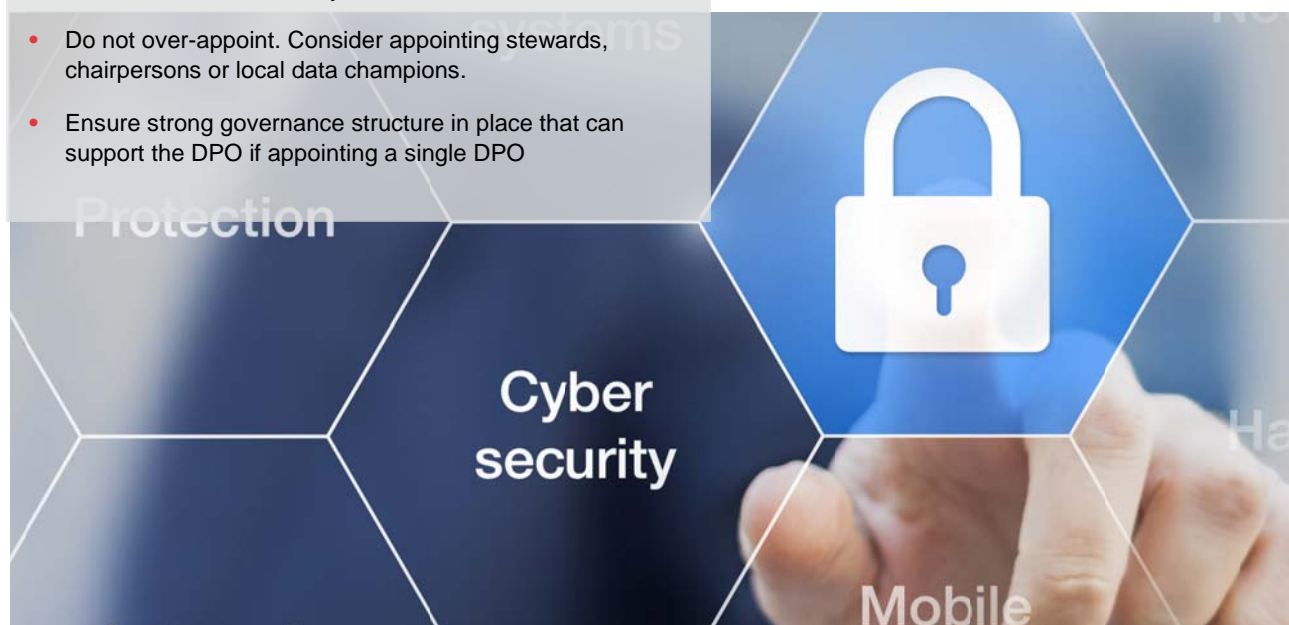 systems
• Do not over-appoint. Consider appointing stewards,
chairpersons or local data champions.
• Ensure strong governance structure in place that can
support the DPO if appointing a single DPO
Protection
Cyber
security
Mobile